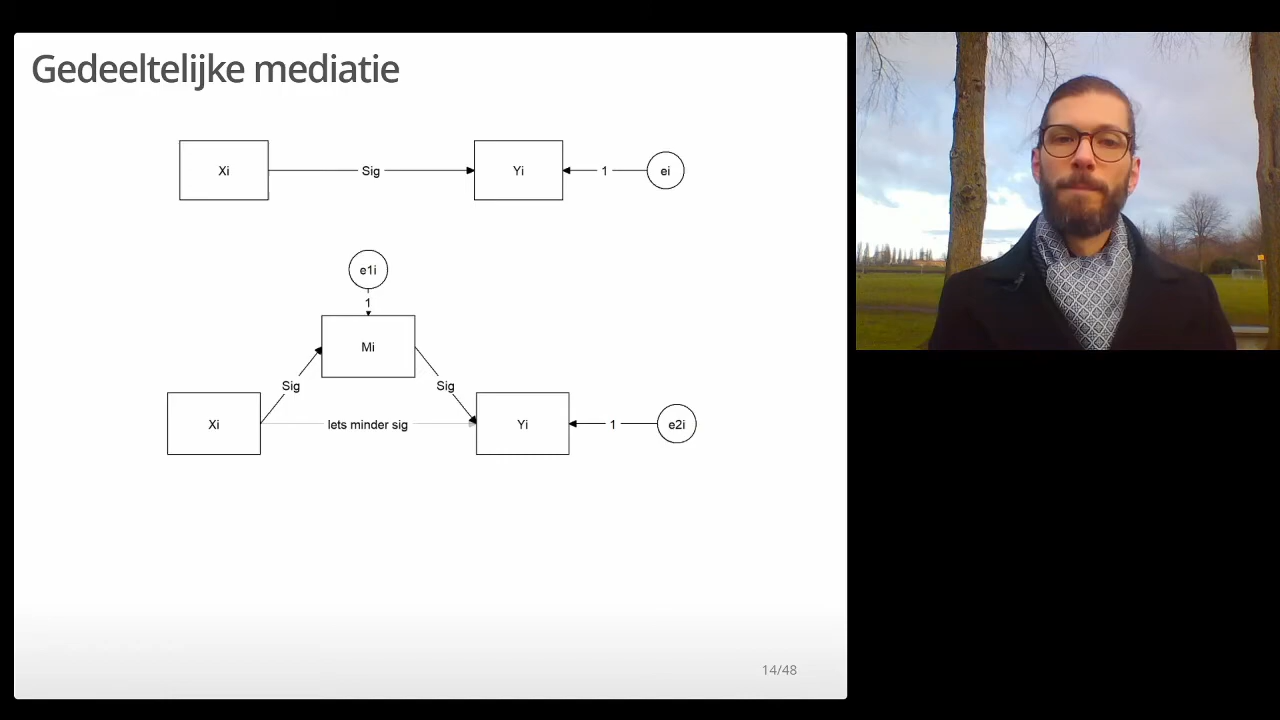 Gedeeltelijke mediatie
Xi
Sig
Yi
1
ei
e1i
1
Mi
Sig
Sig
Xi
Iets minder sig
Yi
1
e2i
14/48